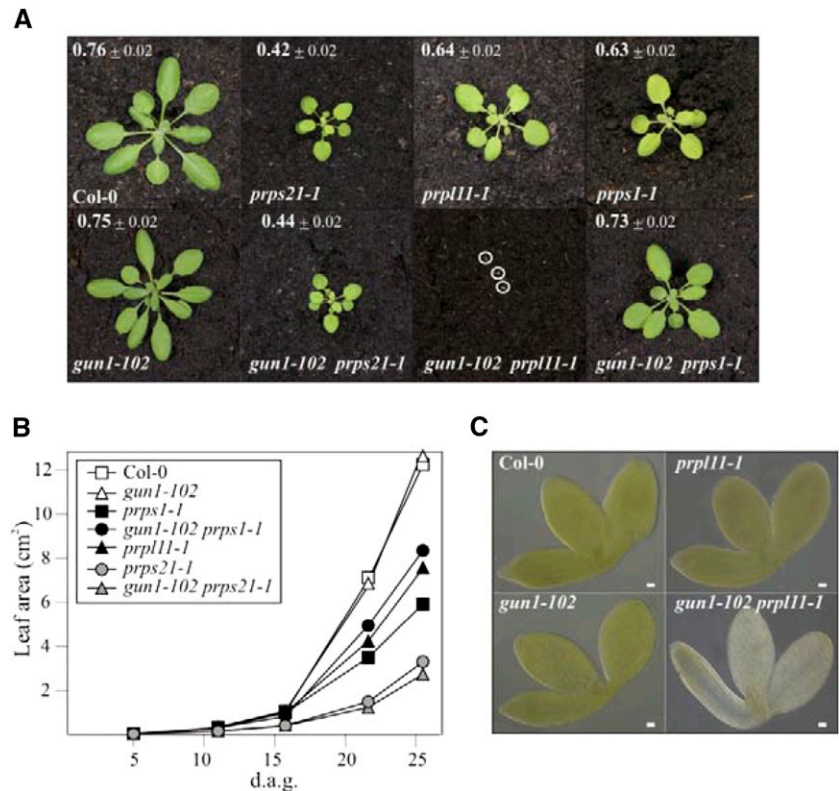 A
0.76 ± 0.02
0.42 ± 0.02
0.64 ± 0.02
0.63 ± 0.02
Col-0
prps21-1
prpl11-1
prps1-1
0.75 ± 0.02
0.44 ± 0.02
0.73 ± 0.02
gun1-102
gun1-102 prps21-1
gun1-102 prpl11-1
gun1-102 prps1-1
B
Leaf area (cm²)
12
10
8
6
4
2
Col-0
gun1-102
prps1-1
gun1-102 prps1-1
prpl11-1
prps21-1
gun1-102 prps21-1
5
10
15
20
25
d.a.g.
C
Col-0
prpl11-1
gun1-102
gun1-102 prpl11-1